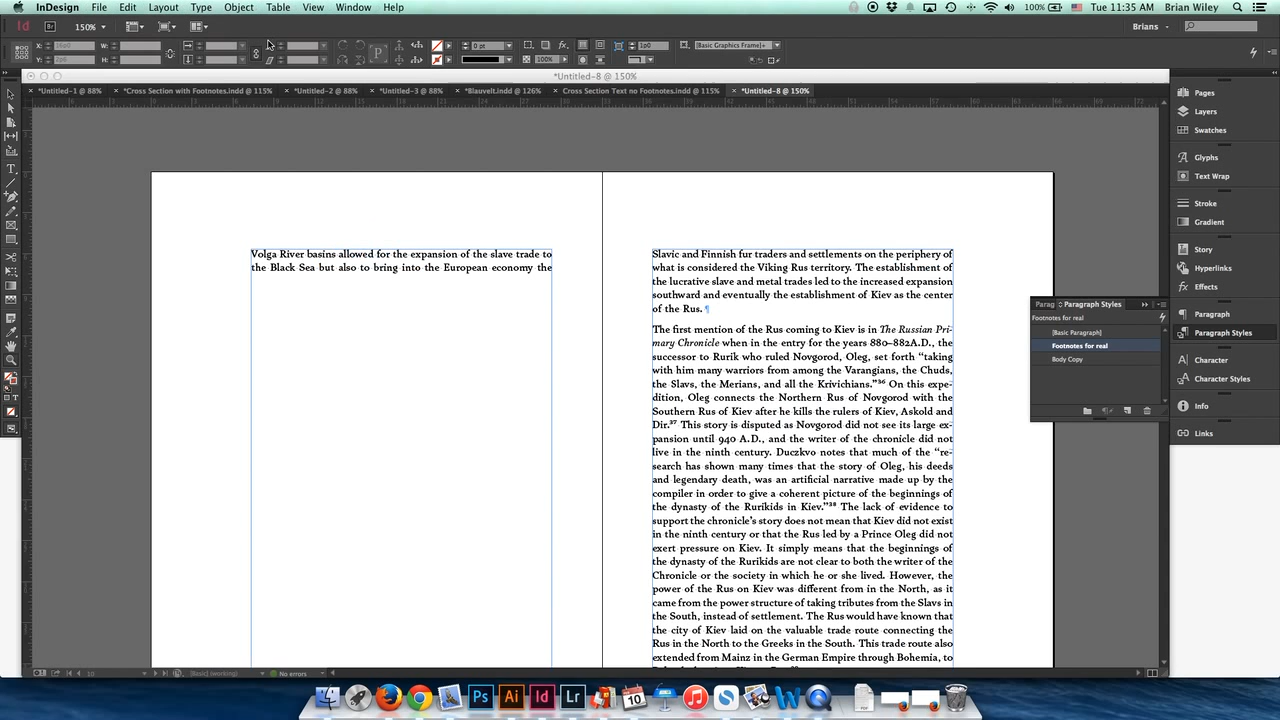 InDesign File Edit Layout Type Object Table View Window Help
100% Tu 11:35 AM Brian Wiley
Id Br 150% Brians
X: W: 0 pt 1p0 [Basic Graphics Frame]+
Y: H: P 100%
*Untitled-8 @ 150%
*Untitled-1 @ 88% *Cross Section with Footnotes.indd @ 115% *Untitled-2 @ 88% *Untitled-3 @ 88% *Blauvelt.indd @ 126% Cross Section Text no Footnotes.indd @ 115% *Untitled-8 @ 150%
Volga River basins allowed for the expansion of the slave trade to
the Black Sea but also to bring into the European economy the
Slavic and Finnish fur traders and settlements on the periphery of
what is considered the Viking Rus territory. The establishment of
the lucrative slave and metal trades led to the increased expansion
southward and eventually the establishment of Kiev as the center
of the Rus. ¶
The first mention of the Rus coming to Kiev is in The Russian Pri-
mary Chronicle when in the entry for the years 880–882A.D., the
successor to Rurik who ruled Novgorod, Oleg, set forth “taking
with him many warriors from among the Varangians, the Chuds,
the Slavs, the Merians, and all the Krivichians.”³⁶ On this expe-
dition, Oleg connects the Northern Rus of Novgorod with the
Southern Rus of Kiev after he kills the rulers of Kiev, Askold and
Dir.³⁷ This story is disputed as Novgorod did not see its large ex-
pansion until 940 A.D., and the writer of the chronicle did not
live in the ninth century. Duczkvo notes that much of the “re-
search has shown many times that the story of Oleg, his deeds
and legendary death, was an artificial narrative made up by the
compiler in order to give a coherent picture of the beginnings of
the dynasty of the Rurikids in Kiev.”³⁸ The lack of evidence to
support the chronicle’s story does not mean that Kiev did not exist
in the ninth century or that the Rus led by a Prince Oleg did not
exert pressure on Kiev. It simply means that the beginnings of
the dynasty of the Rurikids are not clear to both the writer of the
Chronicle or the society in which he or she lived. However, the
power of the Rus on Kiev was different from in the North, as it
came from the power structure of taking tributes from the Slavs in
the South, instead of settlement. The Rus would have known that
the city of Kiev laid on the valuable trade route connecting the
Rus in the North to the Greeks in the South. This trade route also
extended from Mainz in the German Empire through Bohemia, to
Parag Paragraph Styles
Footnotes for real
[Basic Paragraph]
Footnotes for real
Body Copy
Pages
Layers
Swatches
Glyphs
Text Wrap
Stroke
Gradient
Story
Hyperlinks
Effects
Paragraph
Paragraph Styles
Character
Character Styles
Info
Links
10 [Basic] (working) No errors
Ps Ai Id Lr 10 W